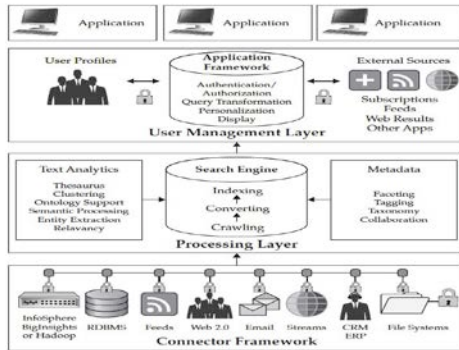 Application
Application
Application
User Profiles
Application
Framework
Authentication/
Authorization
Query Transformation
Personalization
Display
External Sources
Subscriptions
Feeds
Web Results
Other Apps
User Management Layer
Text Analytics
Thesaurus
Clustering
Ontology Support
Semantic Processing
Entity Extraction
Relavancy
Search Engine
Indexing
Converting
Crawling
Metadata
Faceting
Tagging
Taxonomy
Collaboration
Processing Layer
InfoSphere
BigInsights
or Hadoop
RDBMS
Feeds
Web 2.0
Email
Streams
CRM
ERP
File Systems
Connector Framework